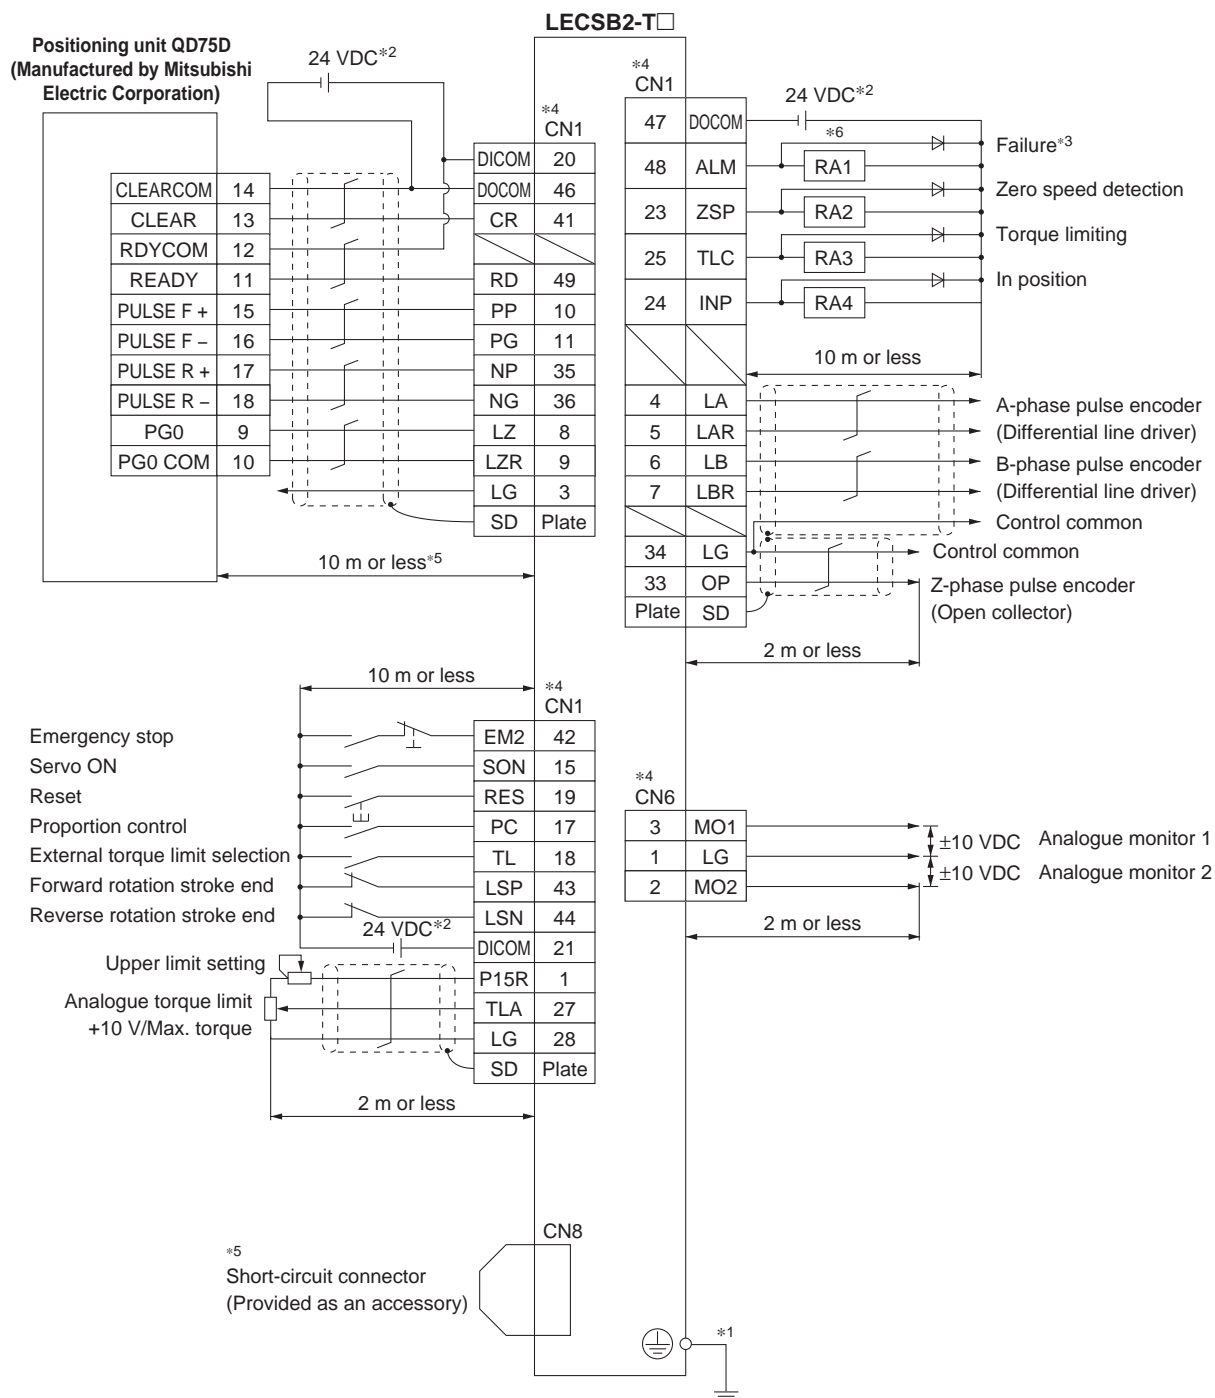 LECSB2-T□
Positioning unit QD75D
(Manufactured by Mitsubishi
Electric Corporation)
24 VDC*2
*4
CN1
DICOM 20
CLEARCOM 14 DOCOM 46
CLEAR 13 CR 41
RDYCOM 12
READY 11 RD 49
PULSE F + 15 PP 10
PULSE F – 16 PG 11
PULSE R + 17 NP 35
PULSE R – 18 NG 36
PG0 9 LZ 8
PG0 COM 10 LZR 9
LG 3
SD Plate
10 m or less*5
*4
CN1
24 VDC*2
47 DOCOM
*6
48 ALM RA1 Failure*3
23 ZSP RA2 Zero speed detection
25 TLC RA3 Torque limiting
24 INP RA4 In position
10 m or less
4 LA A-phase pulse encoder
5 LAR (Differential line driver)
6 LB B-phase pulse encoder
7 LBR (Differential line driver)
Control common
34 LG Control common
33 OP Z-phase pulse encoder
Plate SD (Open collector)
2 m or less
10 m or less
*4
CN1
Emergency stop EM2 42
Servo ON SON 15
Reset RES 19
Proportion control PC 17
External torque limit selection TL 18
Forward rotation stroke end LSP 43
Reverse rotation stroke end LSN 44
24 VDC*2
DICOM 21
Upper limit setting P15R 1
Analogue torque limit TLA 27
+10 V/Max. torque LG 28
SD Plate
2 m or less
*4
CN6
3 MO1 ±10 VDC Analogue monitor 1
1 LG
2 MO2 ±10 VDC Analogue monitor 2
2 m or less
CN8
*5
Short-circuit connector
(Provided as an accessory)
*1